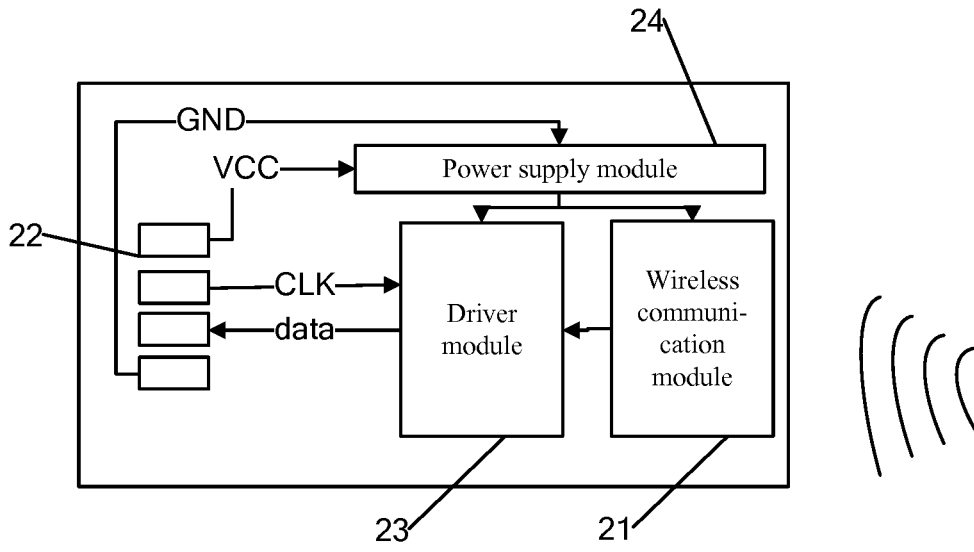 24
GND
Power supply module
VCC
22
CLK
data
Driver
module
Wireless
communi-
cation
module
23
21